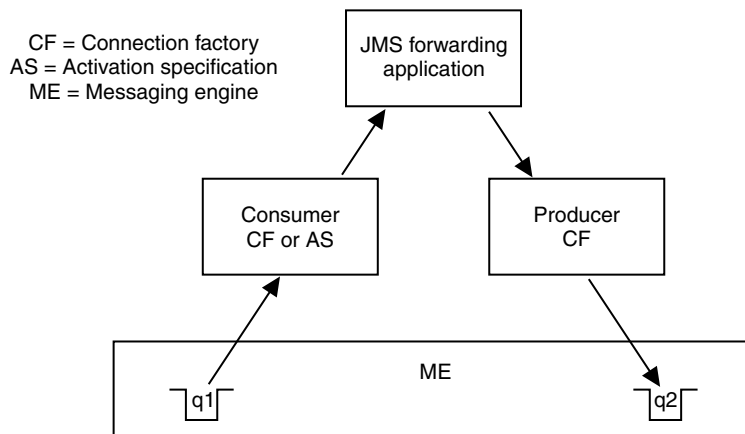 CF = Connection factory
AS = Activation specification
ME = Messaging engine
JMS forwarding
application
Consumer
CF or AS
Producer
CF
ME
q1
q2